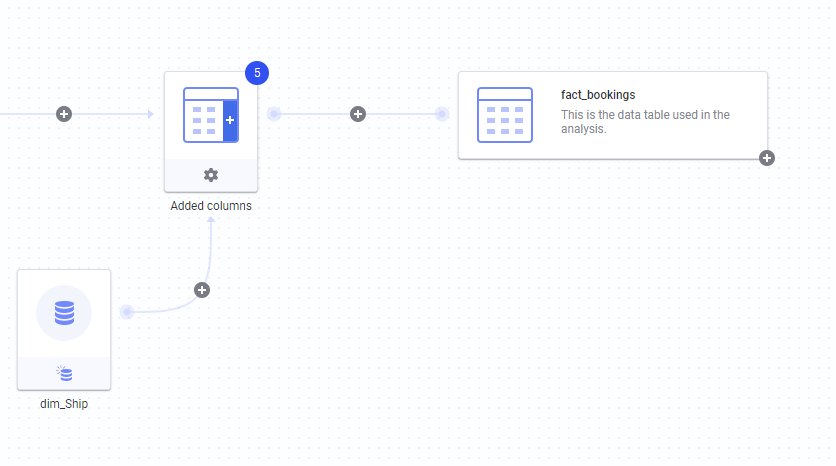 5
fact_bookings
This is the data table used in the
analysis.
Added columns
dim_Ship